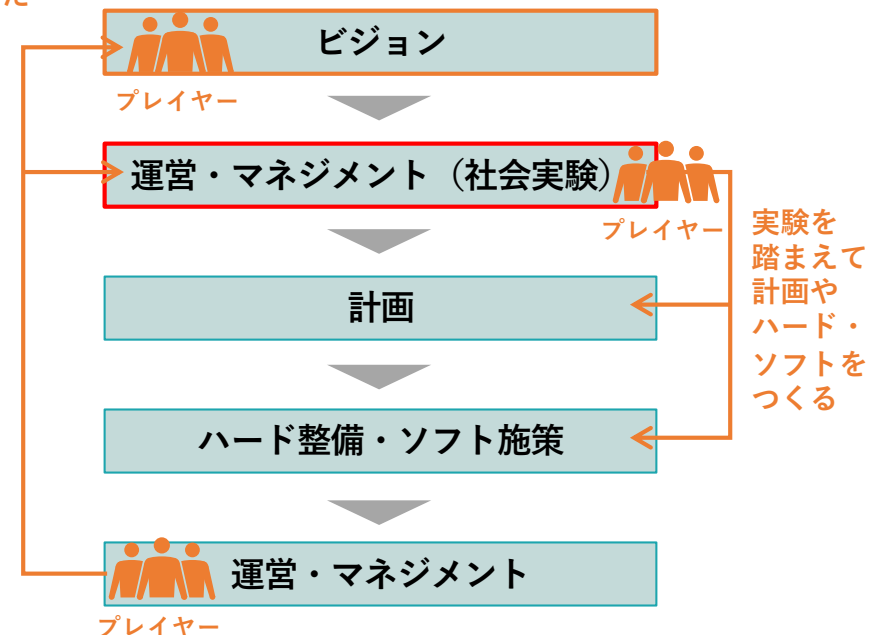 た
ビジョン
プレイヤー
運営・マネジメント（社会実験）
プレイヤー
実験を
踏まえて
計画や
ハード・
ソフトを
つくる
計画
ハード整備・ソフト施策
運営・マネジメント
プレイヤー